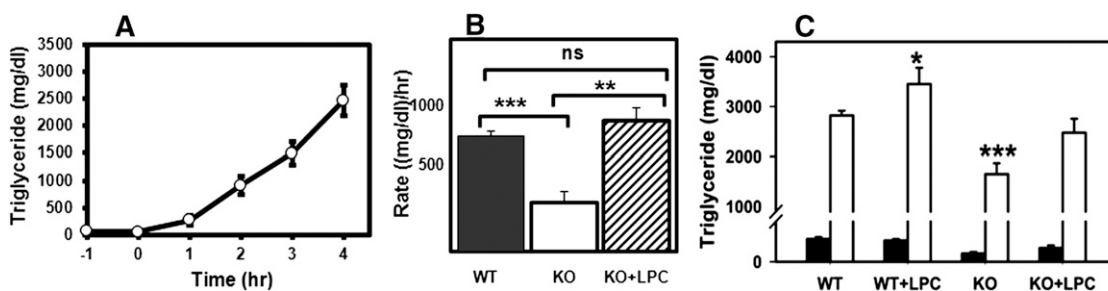 A
Triglyceride (mg/dl)
3500
3000
2500
2000
1500
1000
500
0
-1 0 1 2 3 4
Time (hr)
B
Rate ((mg/dl)/hr)
1000
500
ns
*** **
WT KO KO+LPC
C
Triglyceride (mg/dl)
4000
3000
2000
1000
0
*
***
WT WT+LPC KO KO+LPC